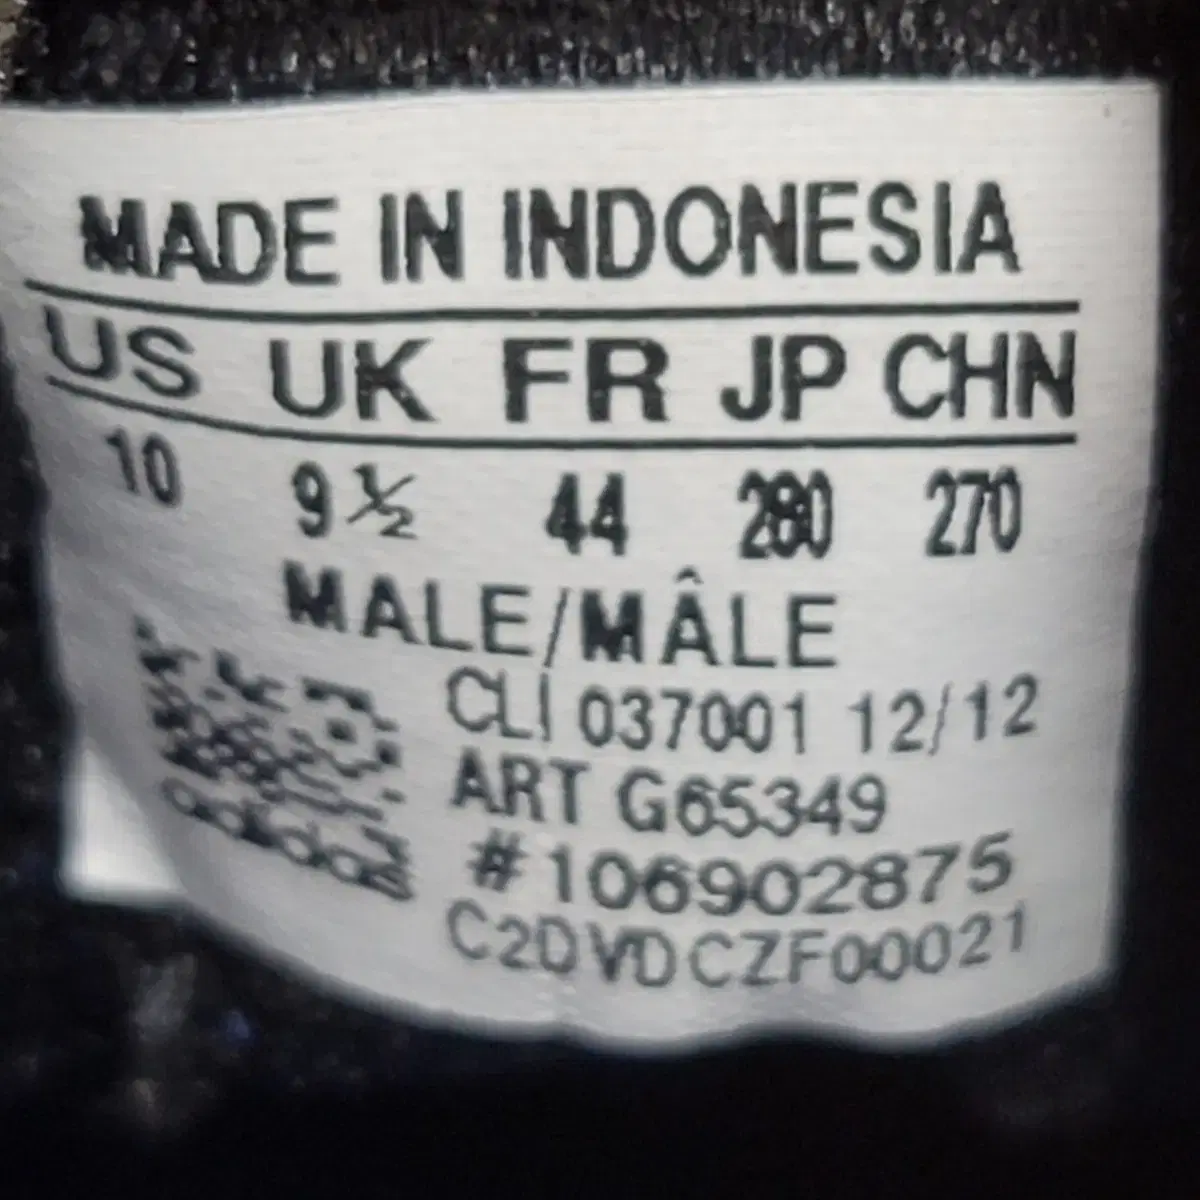 MADE IN INDONESIA
US UK FR JP CHN
10 9½ 44 280 270
MALE/MÂLE
CLI 037001 12/12
ART G65349
#106902875
C2DVDCZF00021
adidas